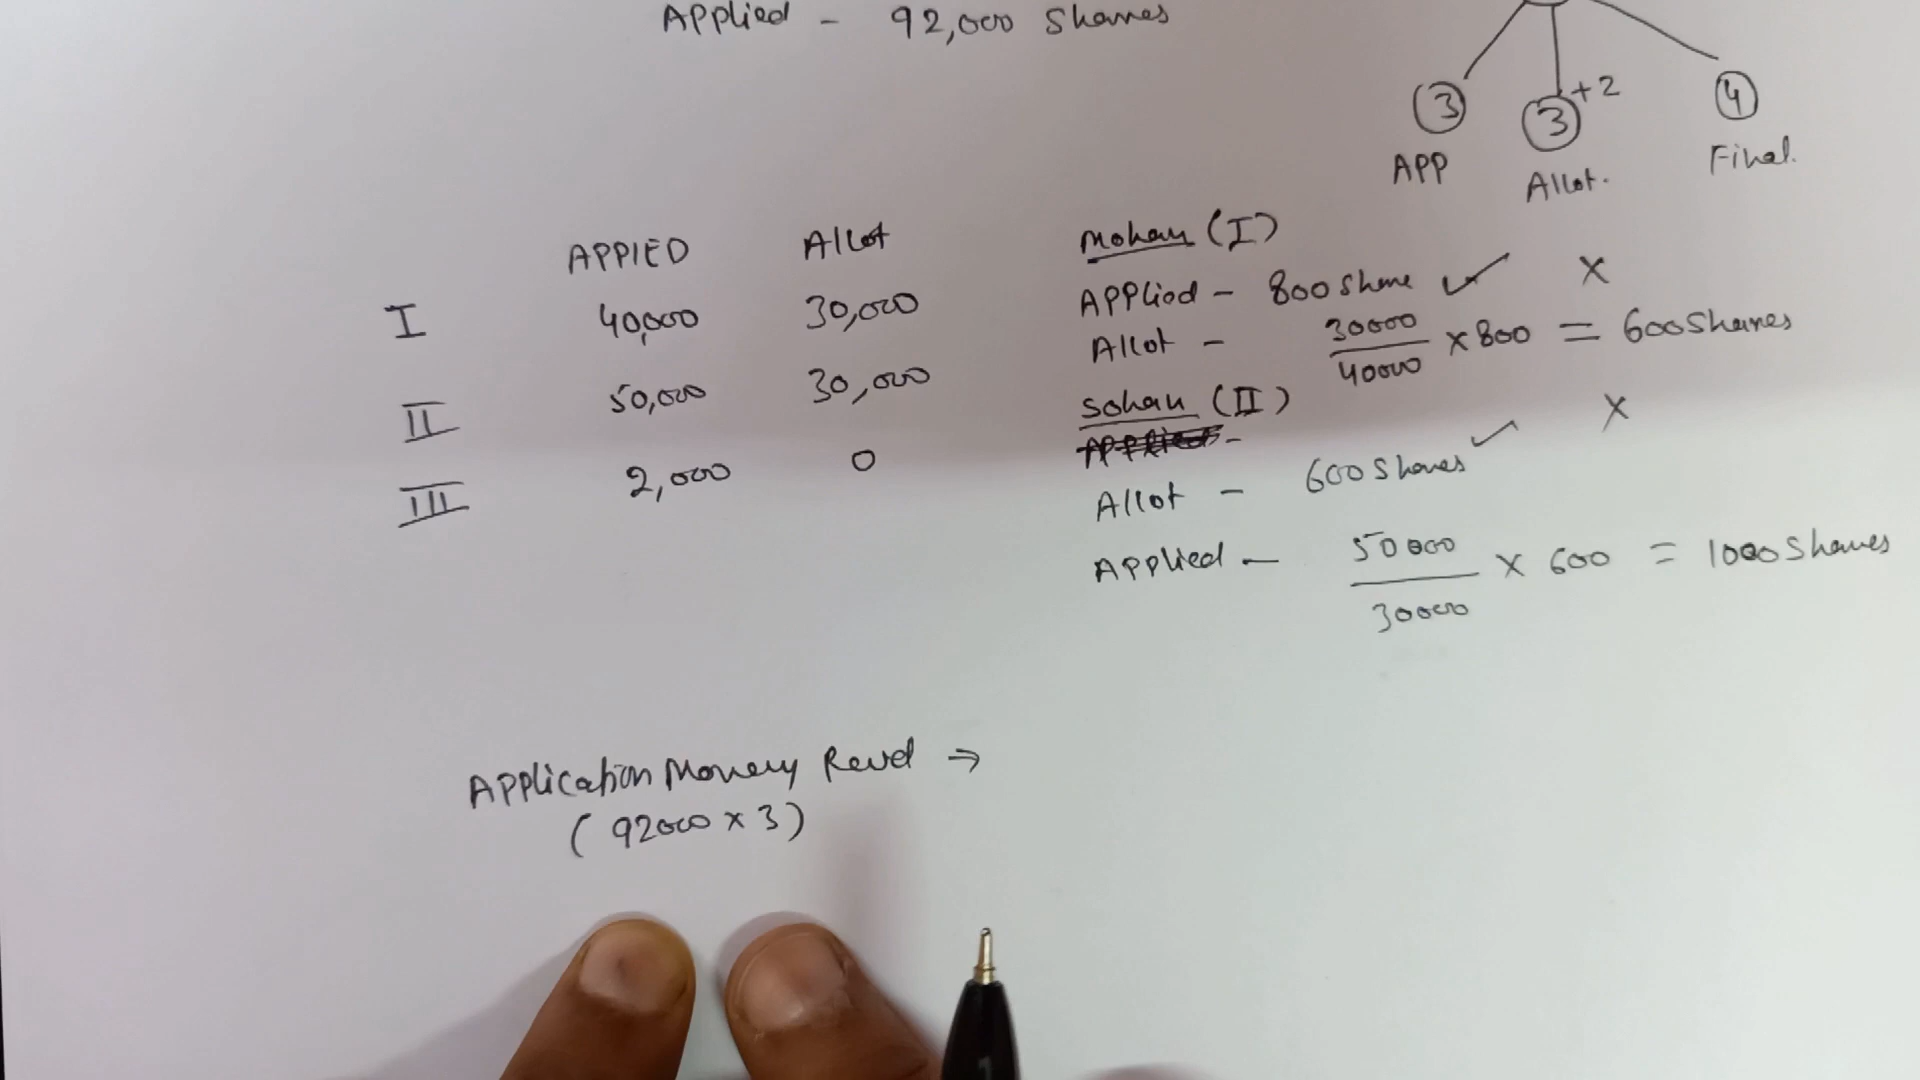 Applied - 92,000 Shares
3 3 +2 4
APP Allot. Final.
APPIED Allot
I 40,000 30,000
II 50,000 30,000
III 2,000 0
Mohan (I)
Applied - 800 Share ✓ X
Allot - 30000/40000 x 800 = 600 Shares
Sohan (II)
Allot - 600 Shares ✓ X
Applied - 50000/30000 x 600 = 1000 Shares
Application Money Revd →
(92000 x 3)